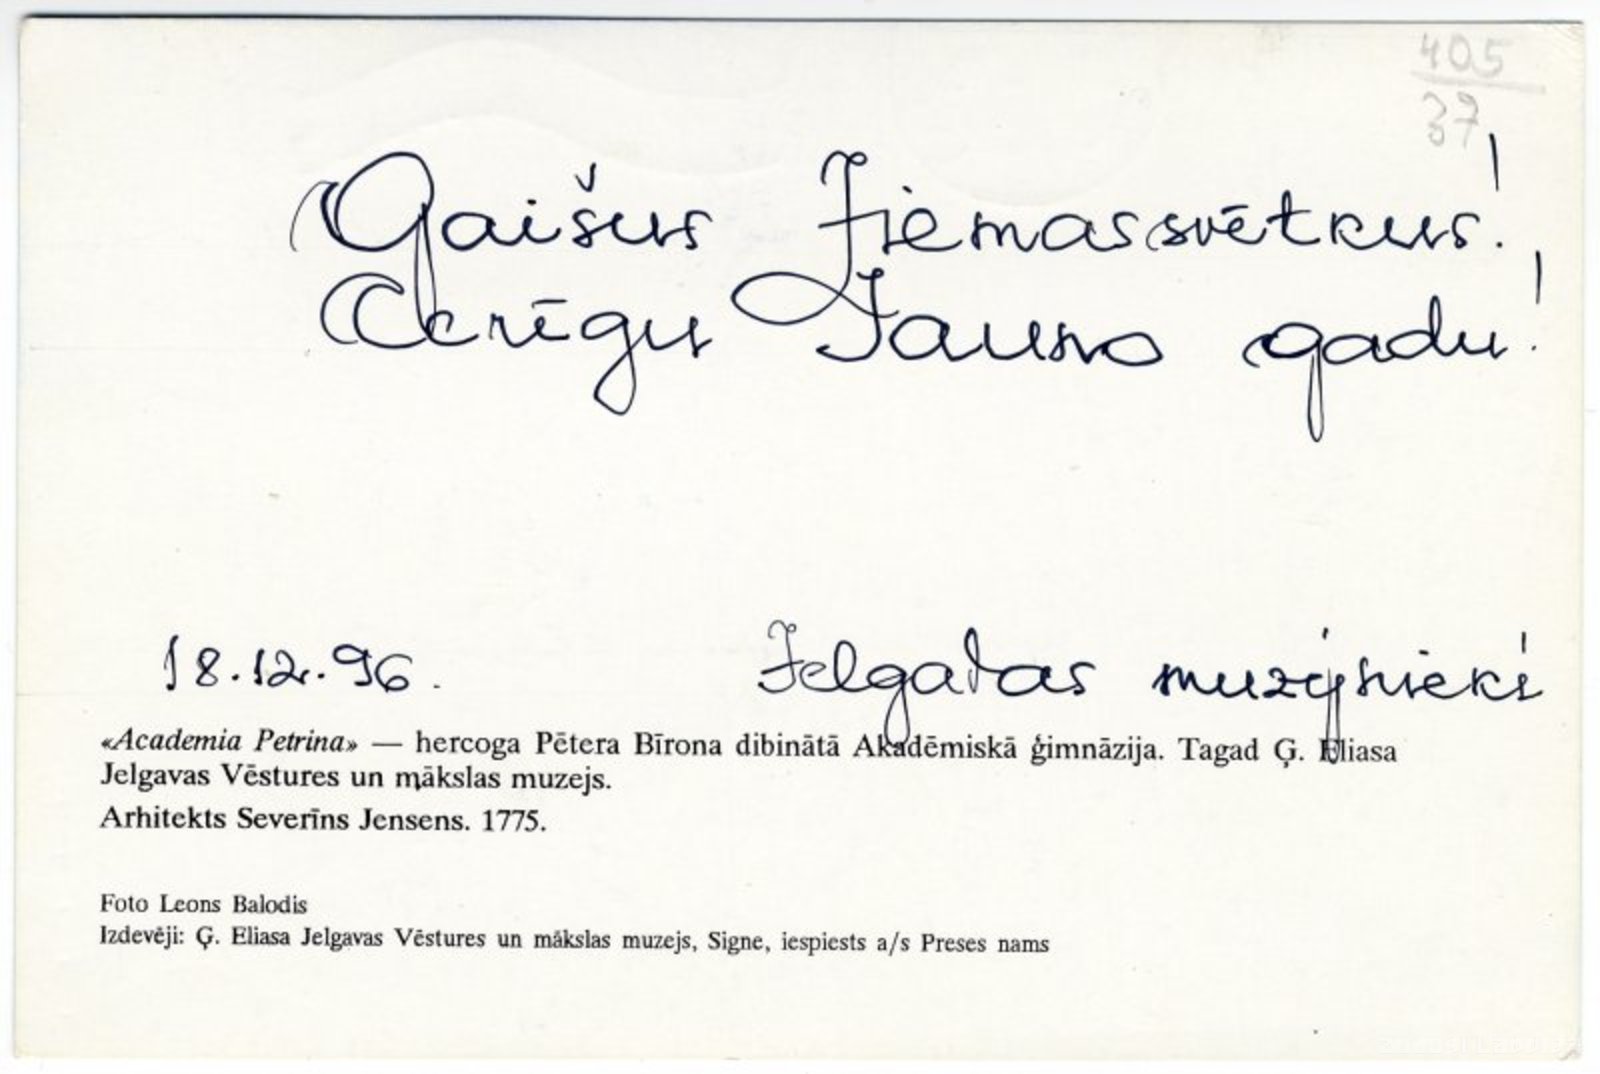 405
37
Gaišus Ziemassvētkus!
Cerīgu Jauno gadu!
18.12.96.
Jelgavas muzejnieki
«Academia Petrina» — hercoga Pētera Bīrona dibinātā Akadēmiskā ģimnāzija. Tagad Ģ. Eliasa
Jelgavas Vēstures un mākslas muzejs.
Arhitekts Severīns Jensens. 1775.
Foto Leons Balodis
Izdevēji: Ģ. Eliasa Jelgavas Vēstures un mākslas muzejs, Signe, iespiests a/s Preses nams